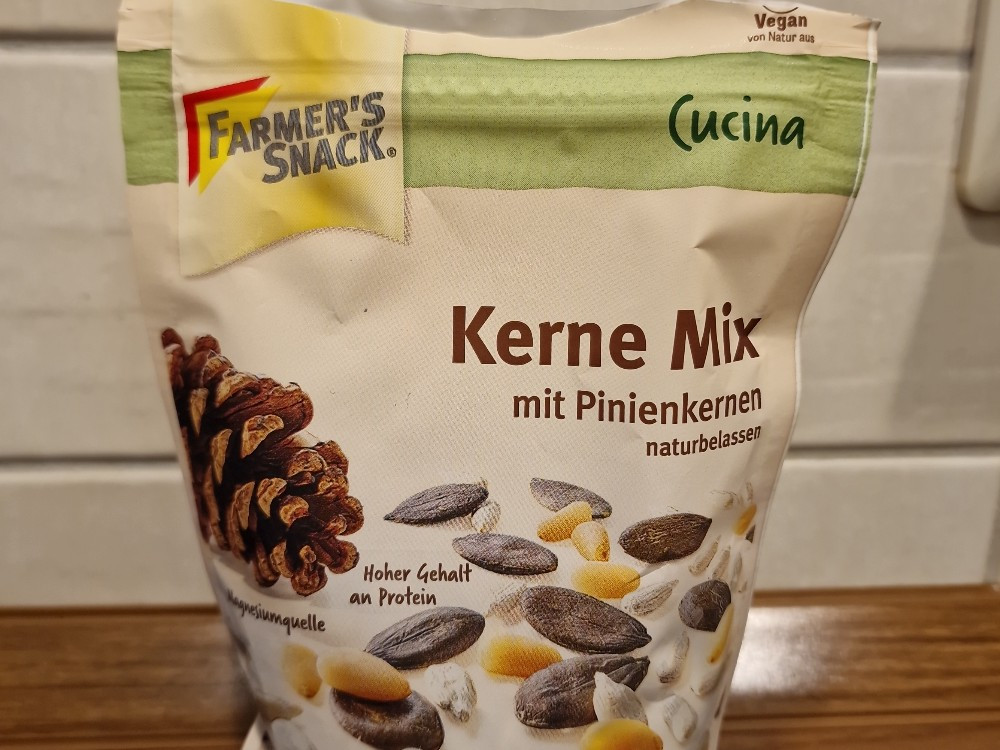 Vegan
von Natur aus
FARMER'S
SNACK®
Cucina
Kerne Mix
mit Pinienkernen
naturbelassen
Hoher Gehalt
an Protein
Magnesiumquelle